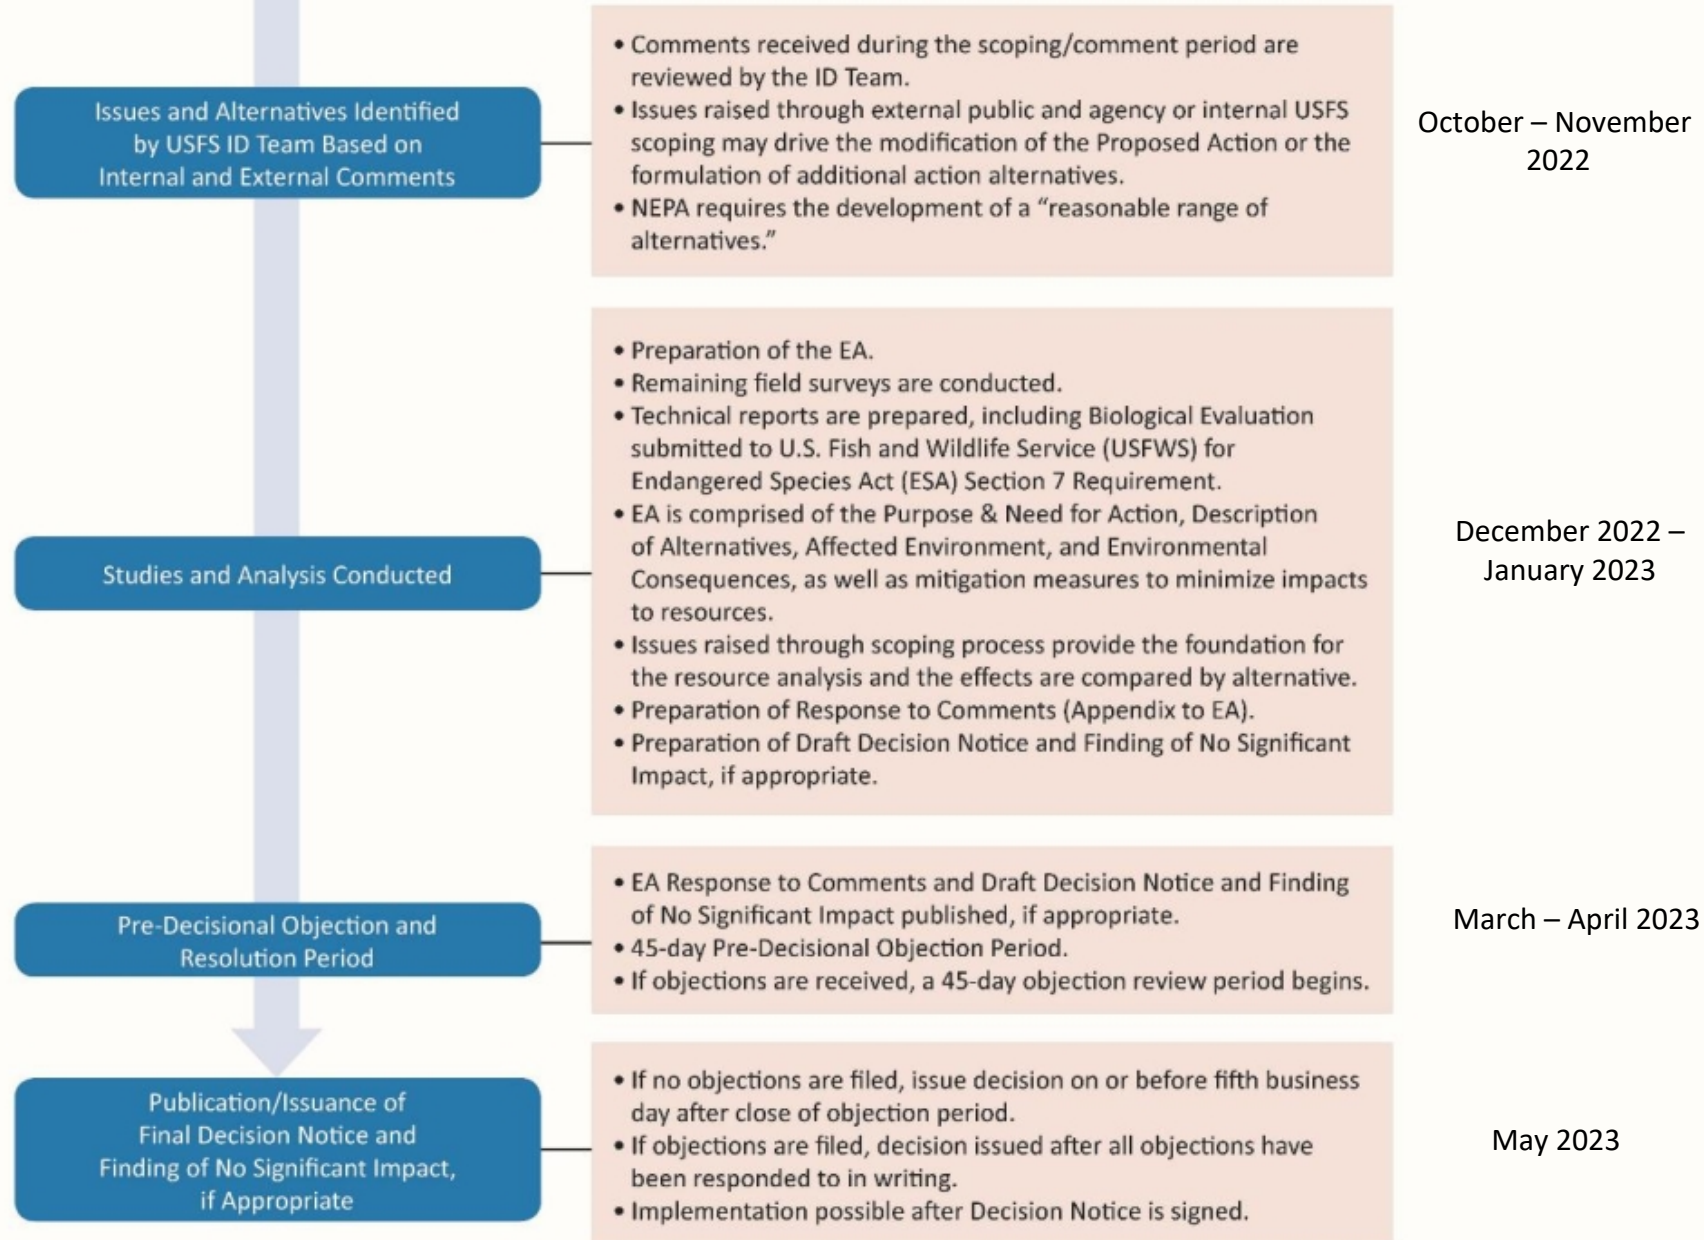 Issues and Alternatives Identified
by USFS ID Team Based on
Internal and External Comments
• Comments received during the scoping/comment period are
reviewed by the ID Team.
• Issues raised through external public and agency or internal USFS
scoping may drive the modification of the Proposed Action or the
formulation of additional action alternatives.
• NEPA requires the development of a “reasonable range of
alternatives.”
October – November
2022
Studies and Analysis Conducted
• Preparation of the EA.
• Remaining field surveys are conducted.
• Technical reports are prepared, including Biological Evaluation
submitted to U.S. Fish and Wildlife Service (USFWS) for
Endangered Species Act (ESA) Section 7 Requirement.
• EA is comprised of the Purpose & Need for Action, Description
of Alternatives, Affected Environment, and Environmental
Consequences, as well as mitigation measures to minimize impacts
to resources.
• Issues raised through scoping process provide the foundation for
the resource analysis and the effects are compared by alternative.
• Preparation of Response to Comments (Appendix to EA).
• Preparation of Draft Decision Notice and Finding of No Significant
Impact, if appropriate.
December 2022 –
January 2023
Pre-Decisional Objection and
Resolution Period
• EA Response to Comments and Draft Decision Notice and Finding
of No Significant Impact published, if appropriate.
• 45-day Pre-Decisional Objection Period.
• If objections are received, a 45-day objection review period begins.
March – April 2023
Publication/Issuance of
Final Decision Notice and
Finding of No Significant Impact,
if Appropriate
• If no objections are filed, issue decision on or before fifth business
day after close of objection period.
• If objections are filed, decision issued after all objections have
been responded to in writing.
• Implementation possible after Decision Notice is signed.
May 2023